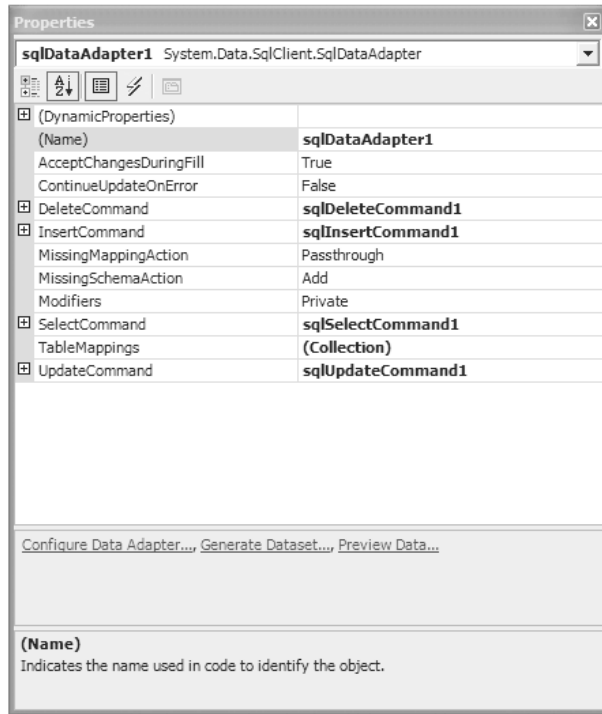 Properties
sqlDataAdapter1 System.Data.SqlClient.SqlDataAdapter
(DynamicProperties)
(Name) sqlDataAdapter1
AcceptChangesDuringFill True
ContinueUpdateOnError False
DeleteCommand sqlDeleteCommand1
InsertCommand sqlInsertCommand1
MissingMappingAction Passthrough
MissingSchemaAction Add
Modifiers Private
SelectCommand sqlSelectCommand1
TableMappings (Collection)
UpdateCommand sqlUpdateCommand1
Configure Data Adapter..., Generate Dataset..., Preview Data...
(Name)
Indicates the name used in code to identify the object.